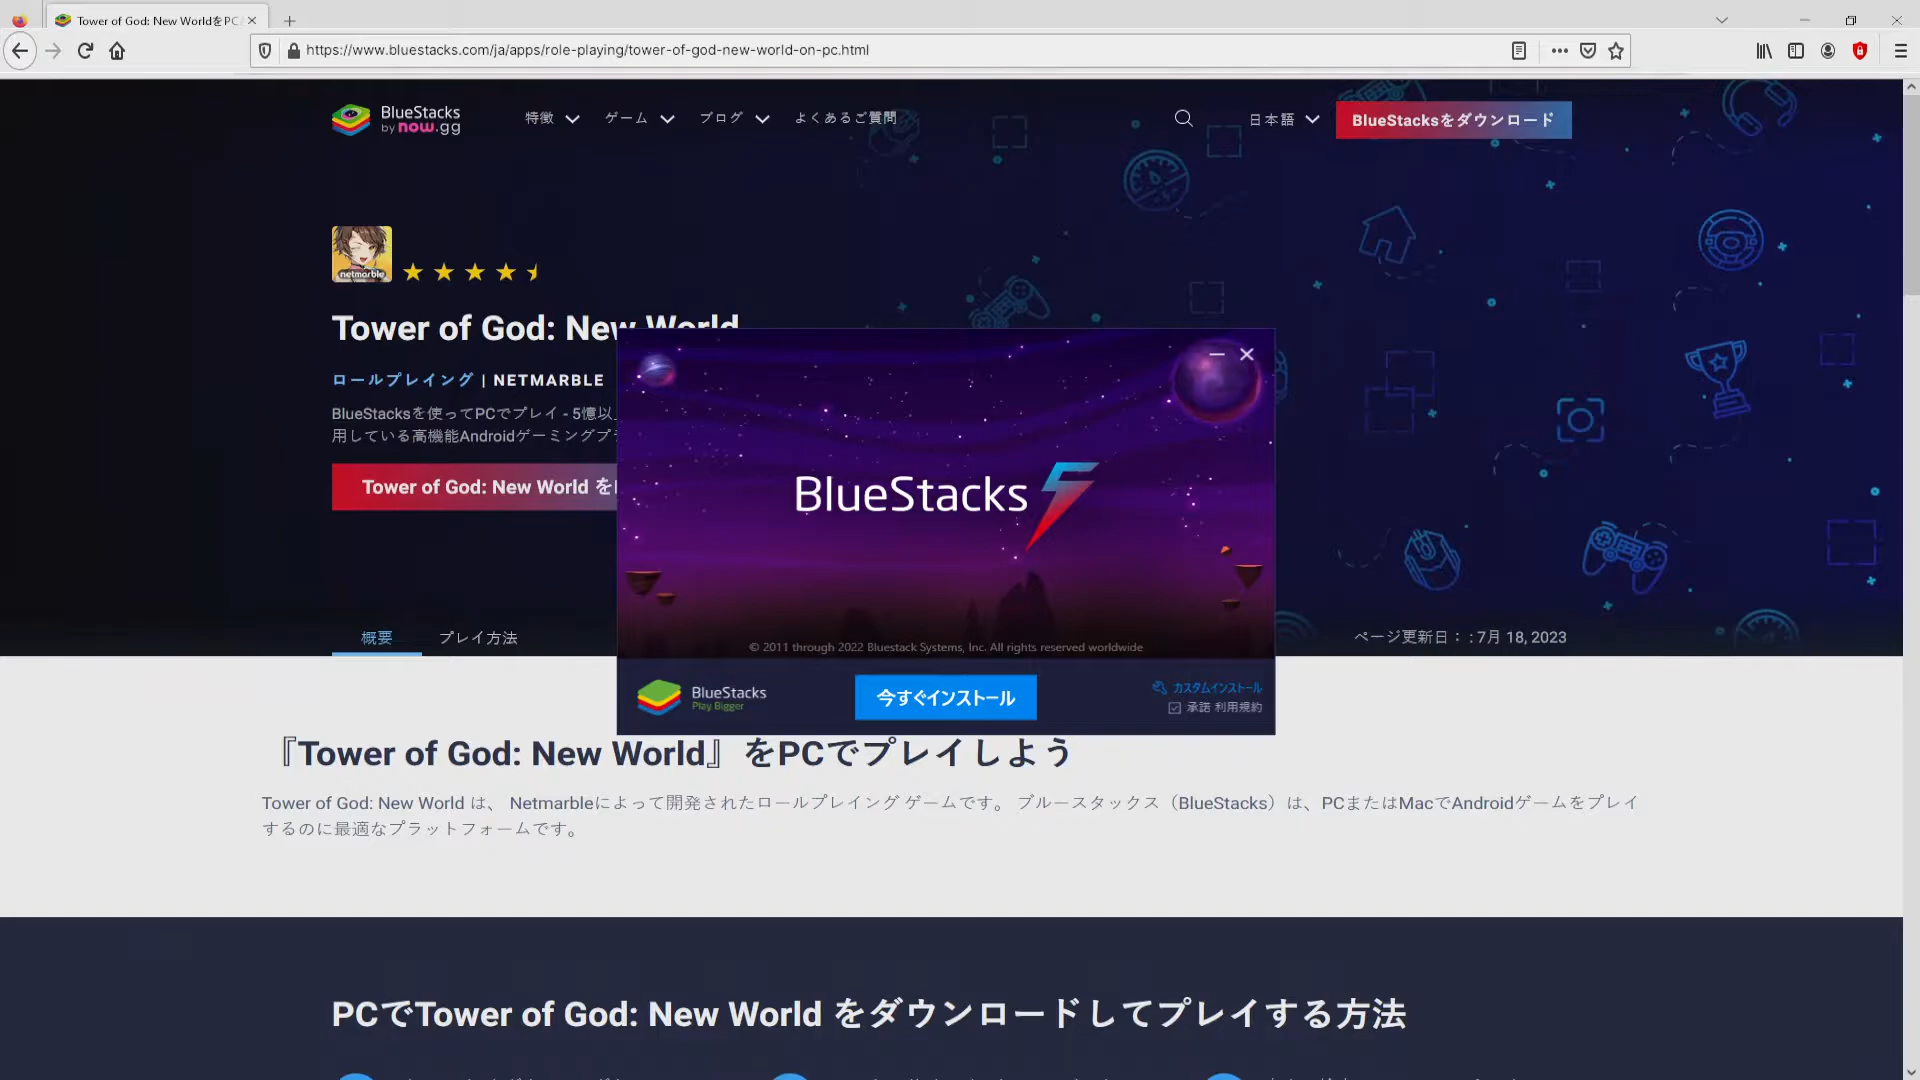 Tower of God: New WorldをPC
https://www.bluestacks.com/ja/apps/role-playing/tower-of-god-new-world-on-pc.html
BlueStacks
by now.gg
特徴
ゲーム
ブログ
よくあるご質問
日本語
BlueStacksをダウンロード
netmarble
Tower of God: New World
ロールプレイング | NETMARBLE
BlueStacksを使ってPCでプレイ - 5億以
用している高機能Androidゲーミングプ
Tower of God: New World を
BlueStacks 5
© 2011 through 2022 Bluestack Systems, Inc. All rights reserved worldwide
BlueStacks
Play Bigger
今すぐインストール
カスタムインストール
承諾 利用規約
概要
プレイ方法
ページ更新日： : 7月 18, 2023
『Tower of God: New World』をPCでプレイしよう
Tower of God: New World は、 Netmarbleによって開発されたロールプレイング ゲームです。 ブルースタックス（BlueStacks）は、PCまたはMacでAndroidゲームをプレイ
するのに最適なプラットフォームです。
PCでTower of God: New World をダウンロードしてプレイする方法